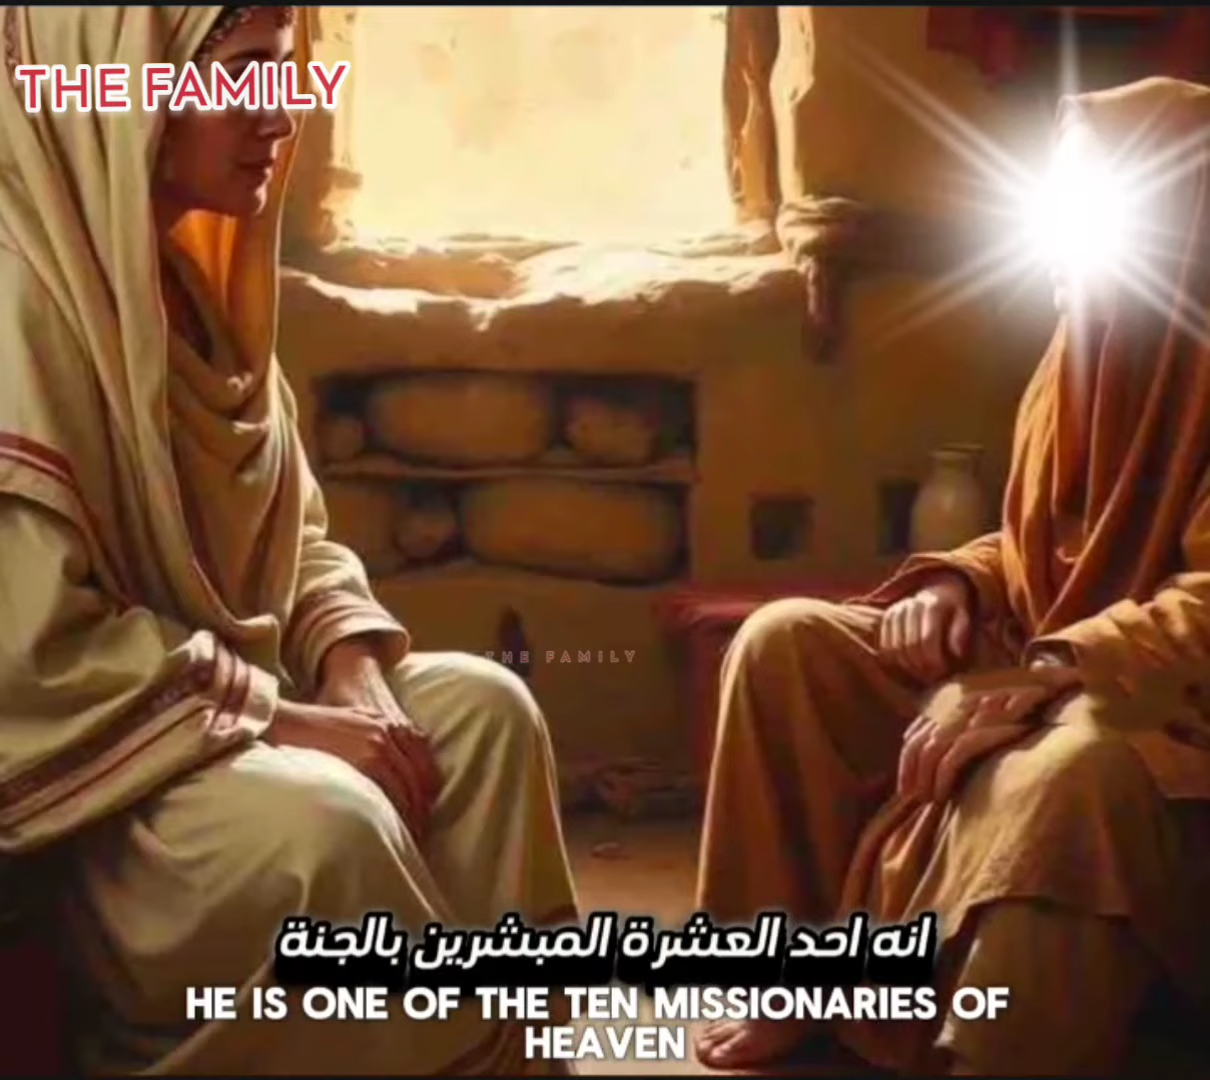 THE FAMILY
THE FAMILY
انه احد العشرة المبشرين بالجنة
HE IS ONE OF THE TEN MISSIONARIES OF
HEAVEN